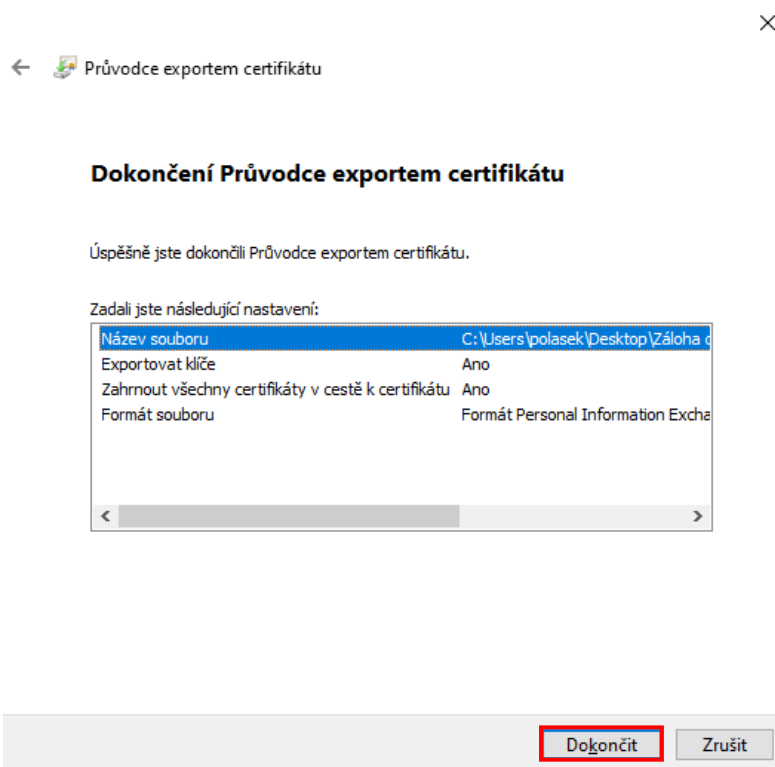 Průvodce exportem certifikátu
Dokončení Průvodce exportem certifikátu
Úspěšně jste dokončili Průvodce exportem certifikátu.
Zadali jste následující nastavení:
Název souboru C:\Users\polasek\Desktop\Záloha
Exportovat klíče Ano
Zahrnout všechny certifikáty v cestě k certifikátu Ano
Formát souboru Formát Personal Information Excha
Dokončit Zrušit